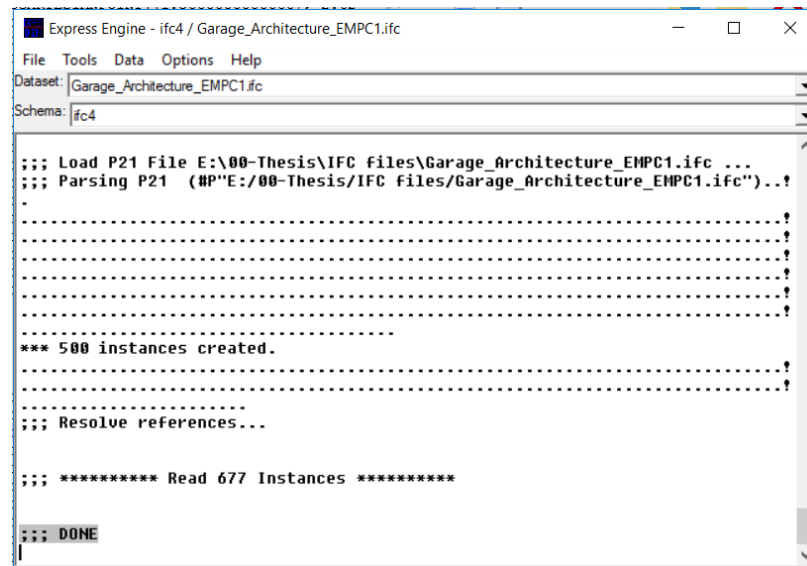 Express Engine - ifc4 / Garage_Architecture_EMPC1.ifc
File Tools Data Options Help
Dataset: Garage_Architecture_EMPC1.ifc
Schema: ifc4
;;; Load P21 File E:\00-Thesis\IFC files\Garage_Architecture_EMPC1.ifc ...
;;; Parsing P21  (#P"E:/00-Thesis/IFC files/Garage_Architecture_EMPC1.ifc")..!
.
..............................................................................!
..............................................................................!
..............................................................................!
..............................................................................!
..............................................................................!
..............................................................................!
.......................................
*** 500 instances created.
..............................................................................!
..............................................................................!
.......................
;;; Resolve references...
;;; ********** Read 677 Instances **********
;;; DONE